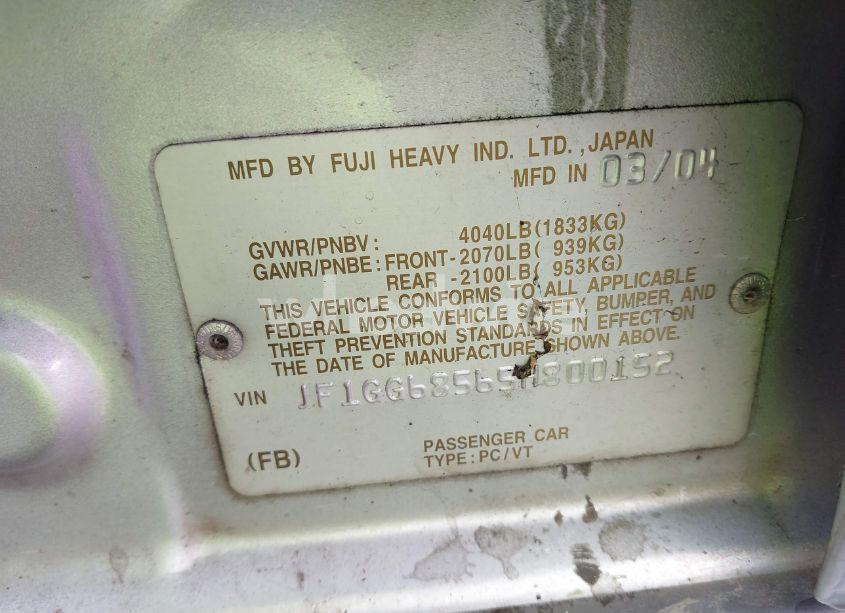 MFD BY FUJI HEAVY IND. LTD., JAPAN
MFD IN 03/04
GVWR/PNBV: 4040LB(1833KG)
GAWR/PNBE: FRONT-2070LB( 939KG)
REAR -2100LB( 953KG)
THIS VEHICLE CONFORMS TO ALL APPLICABLE
FEDERAL MOTOR VEHICLE SAFETY, BUMPER, AND
THEFT PREVENTION STANDARDS IN EFFECT ON
THE DATE OF MANUFACTURE SHOWN ABOVE.
VIN JF1GG68565H800152
(FB)
PASSENGER CAR
TYPE:PC/VT